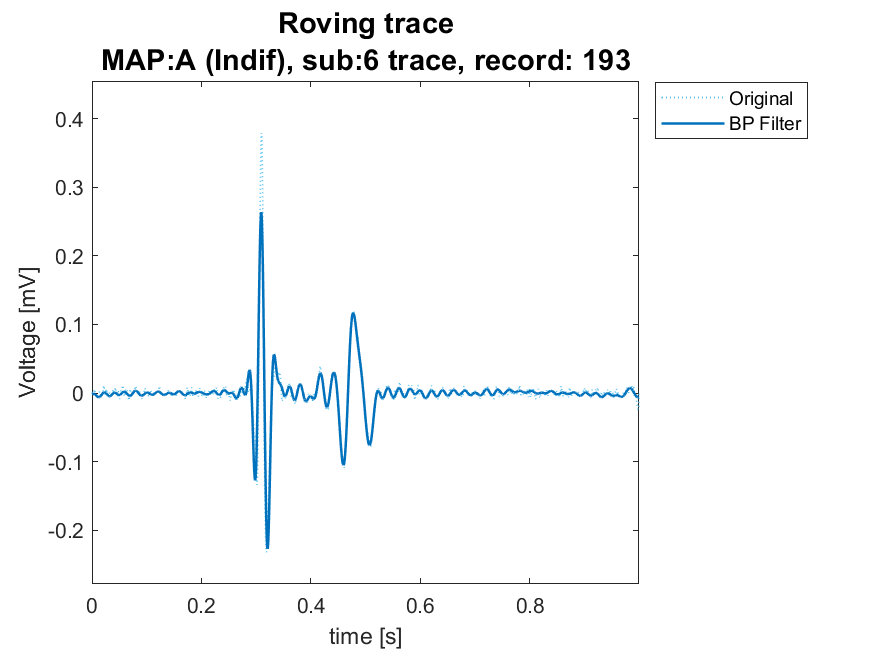 Roving trace
MAP:A (Indif), sub:6 trace, record: 193
Original
BP Filter
0.4
0.3
0.2
0.1
0
-0.1
-0.2
Voltage [mV]
0
0.2
0.4
0.6
0.8
time [s]